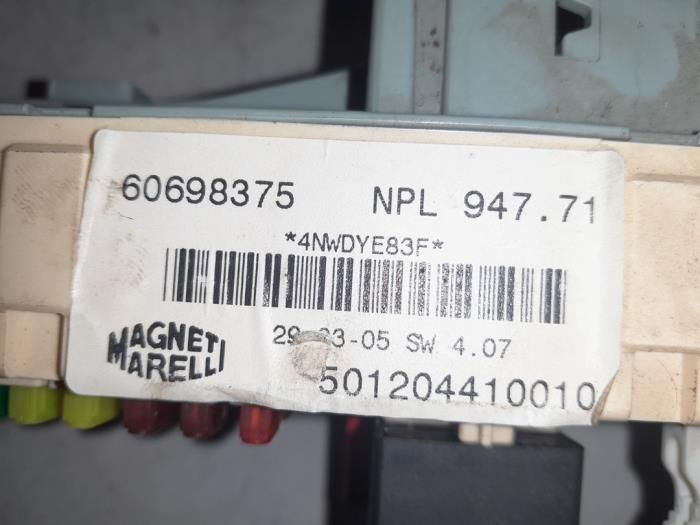 60698375 NPL 947.71
*4NWDYE83F*
MAGNETI
MARELLI
SW 4.07
501204410010